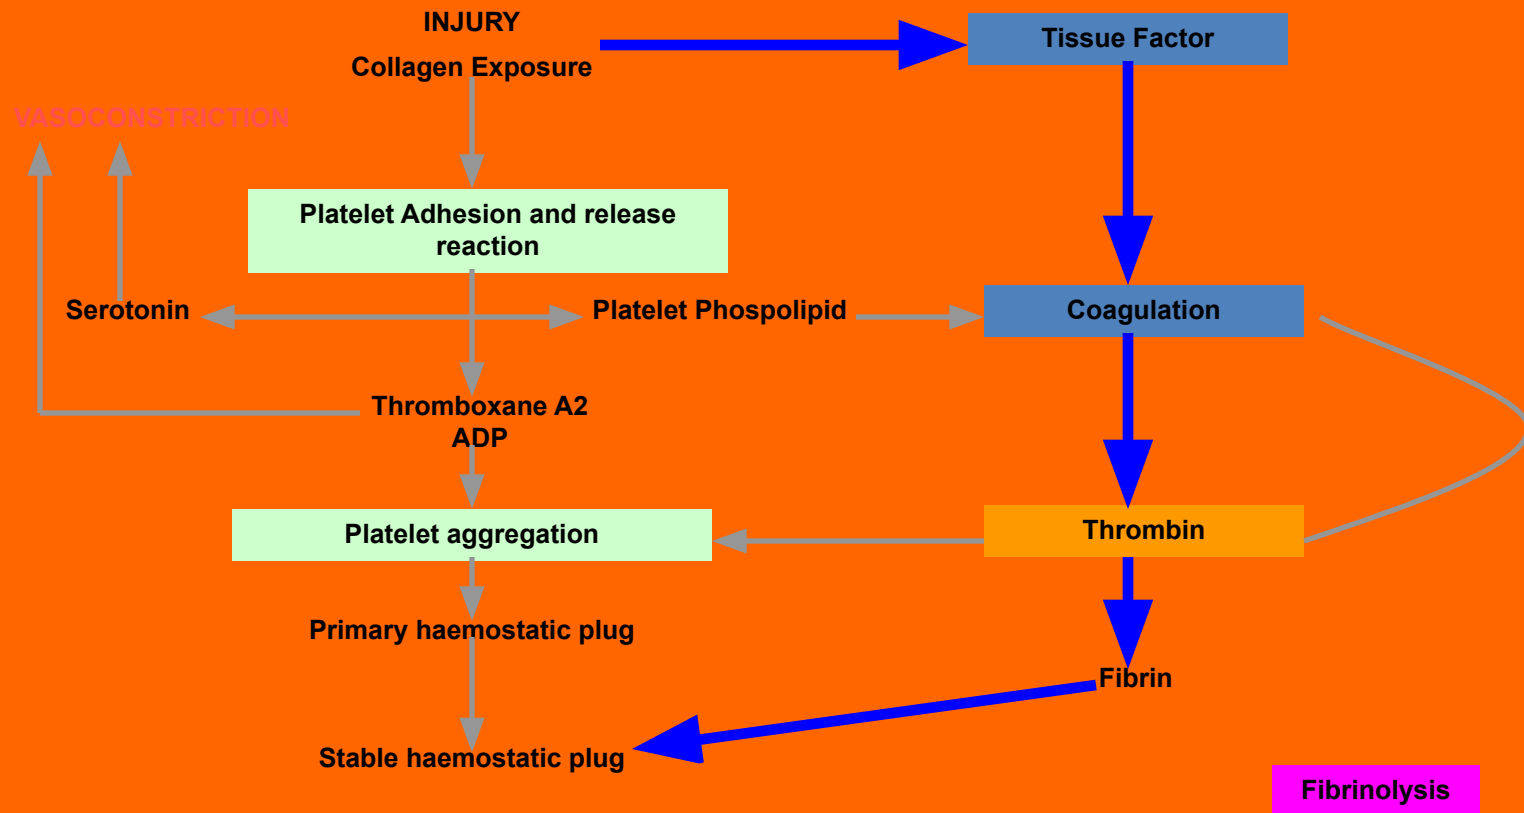 INJURY
Collagen Exposure
Tissue Factor
VASOCONSTRICTION
Platelet Adhesion and release
reaction
Serotonin
Platelet Phospolipid
Coagulation
Thromboxane A2
ADP
Platelet aggregation
Thrombin
Primary haemostatic plug
Fibrin
Stable haemostatic plug
Fibrinolysis